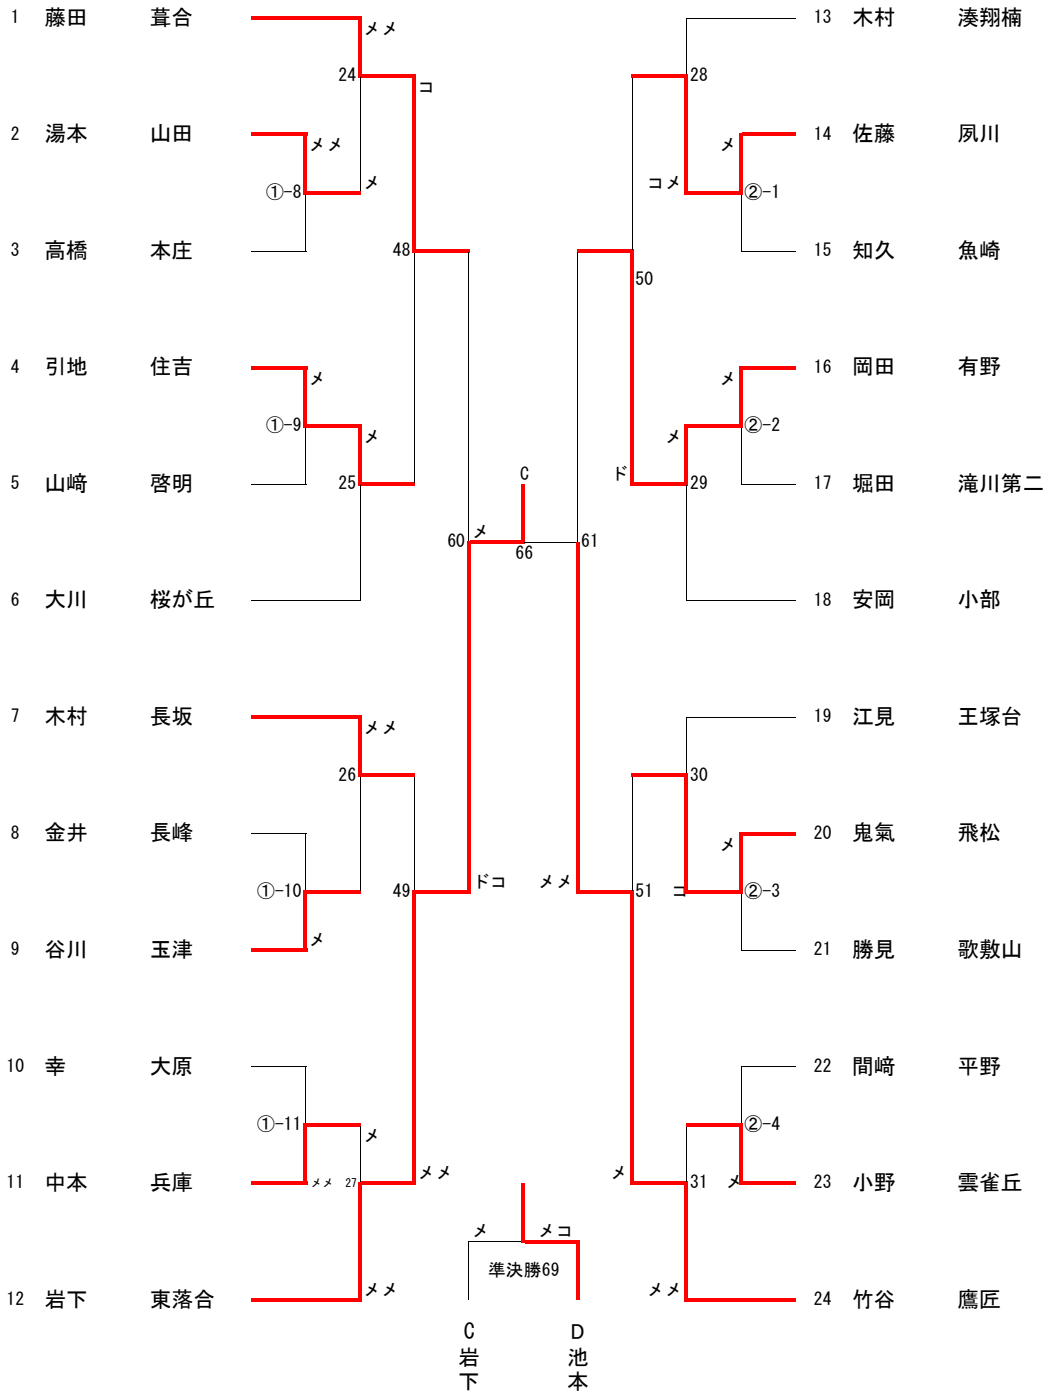 1 藤田 葺合
メメ
24
コ
2 湯本 山田
メメ
①-8
メ
3 高橋 本庄
48
4 引地 住吉
メ
①-9
メ
5 山﨑 啓明
25
6 大川 桜が丘
60
メ
7 木村 長坂
メメ
26
8 金井 長峰
①-10
49
ドコ
9 谷川 玉津
メ
10 幸 大原
①-11
メ
11 中本 兵庫
メメ
27
メメ
12 岩下 東落合
メメ
C
66
13 木村 湊翔楠
28
14 佐藤 夙川
メ
コメ
②-1
15 知久 魚崎
50
16 岡田 有野
メ
②-2
メ
ド
29
17 堀田 滝川第二
61
18 安岡 小部
19 江見 王塚台
30
20 鬼氣 飛松
メ
メメ
51
コ
②-3
21 勝見 歌敷山
22 間﨑 平野
②-4
メ
31
メ
23 小野 雲雀丘
メメ
24 竹谷 鷹匠
メ
メコ
準決勝69
C岩下
D池本